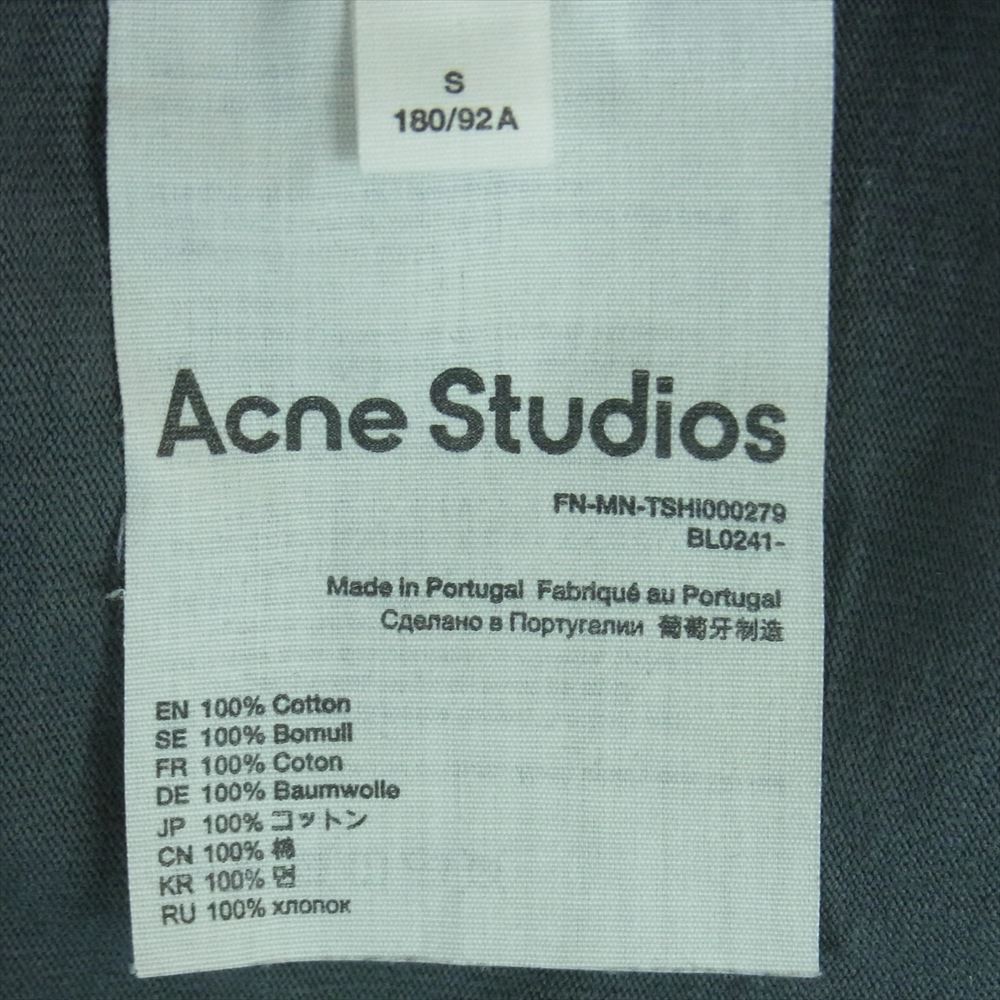 S
180/92A
Acne Studios
FN-MN-TSHI000279
BL0241-
Made in Portugal Fabriqué au Portugal
Сделано в Португалии 葡萄牙制造
EN 100% Cotton
SE 100% Bomull
FR 100% Coton
DE 100% Baumwolle
JP 100% コットン
CN 100% 棉
KR 100% 면
RU 100% хлопок